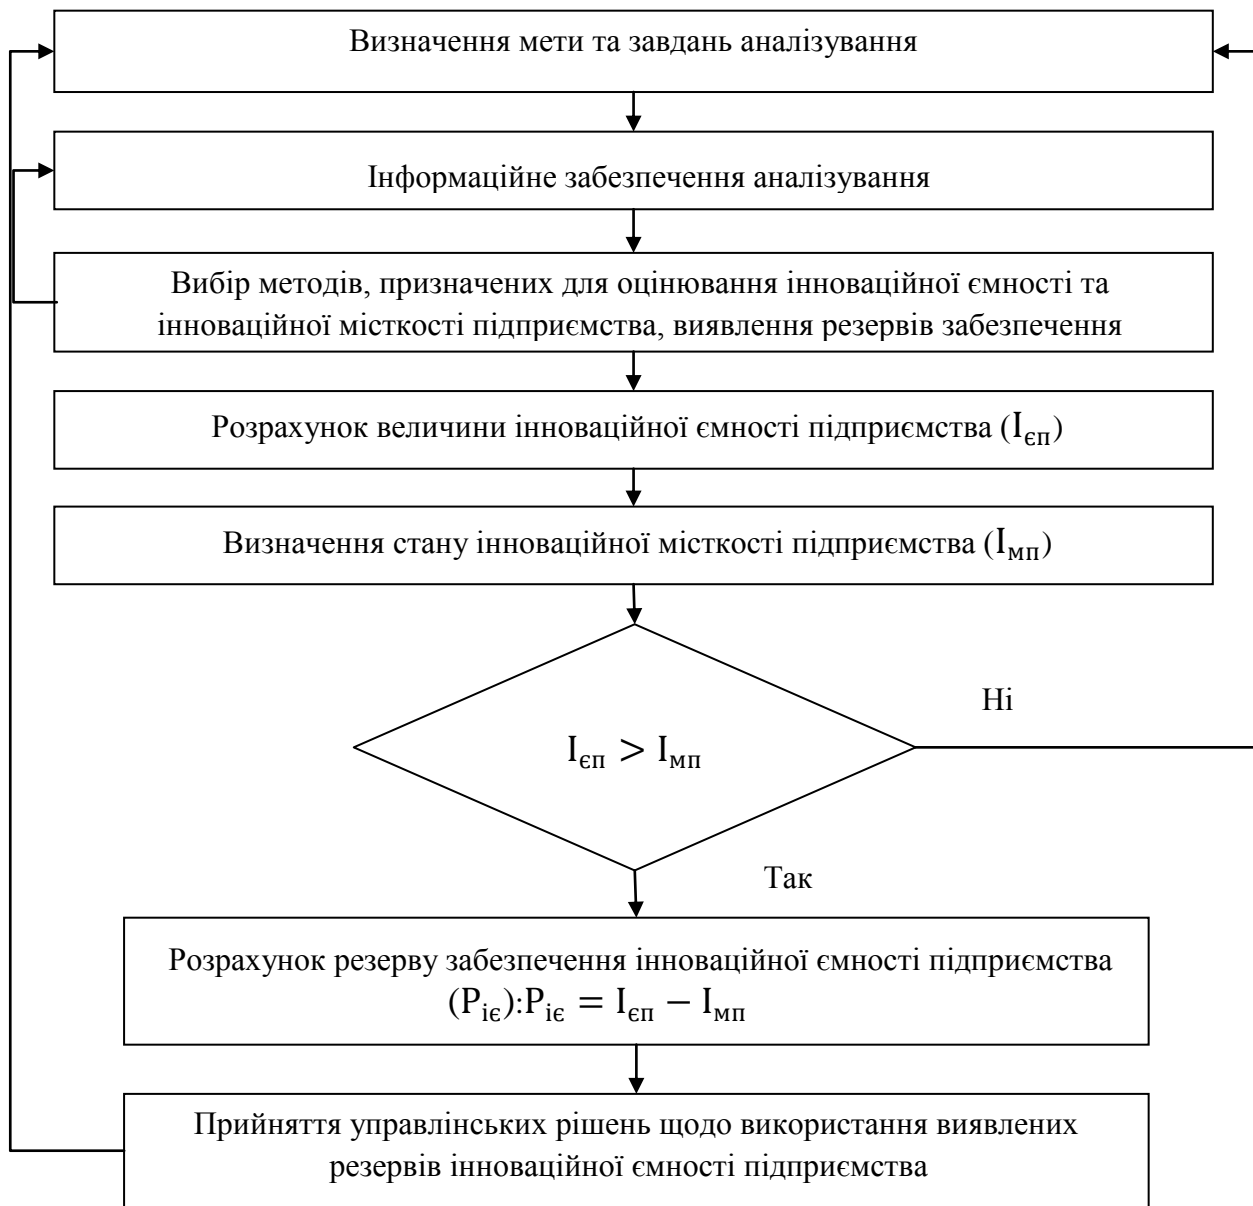 Визначення мети та завдань аналізування
Інформаційне забезпечення аналізування
Вибір методів, призначених для оцінювання інноваційної ємності та
інноваційної місткості підприємства, виявлення резервів забезпечення
Розрахунок величини інноваційної ємності підприємства (Iєп)
Визначення стану інноваційної місткості підприємства (Iмп)
Ні
Iєп > Iмп
Так
Розрахунок резерву забезпечення інноваційної ємності підприємства
(Pіє):Pіє = Iєп − Iмп
Прийняття управлінських рішень щодо використання виявлених
резервів інноваційної ємності підприємства